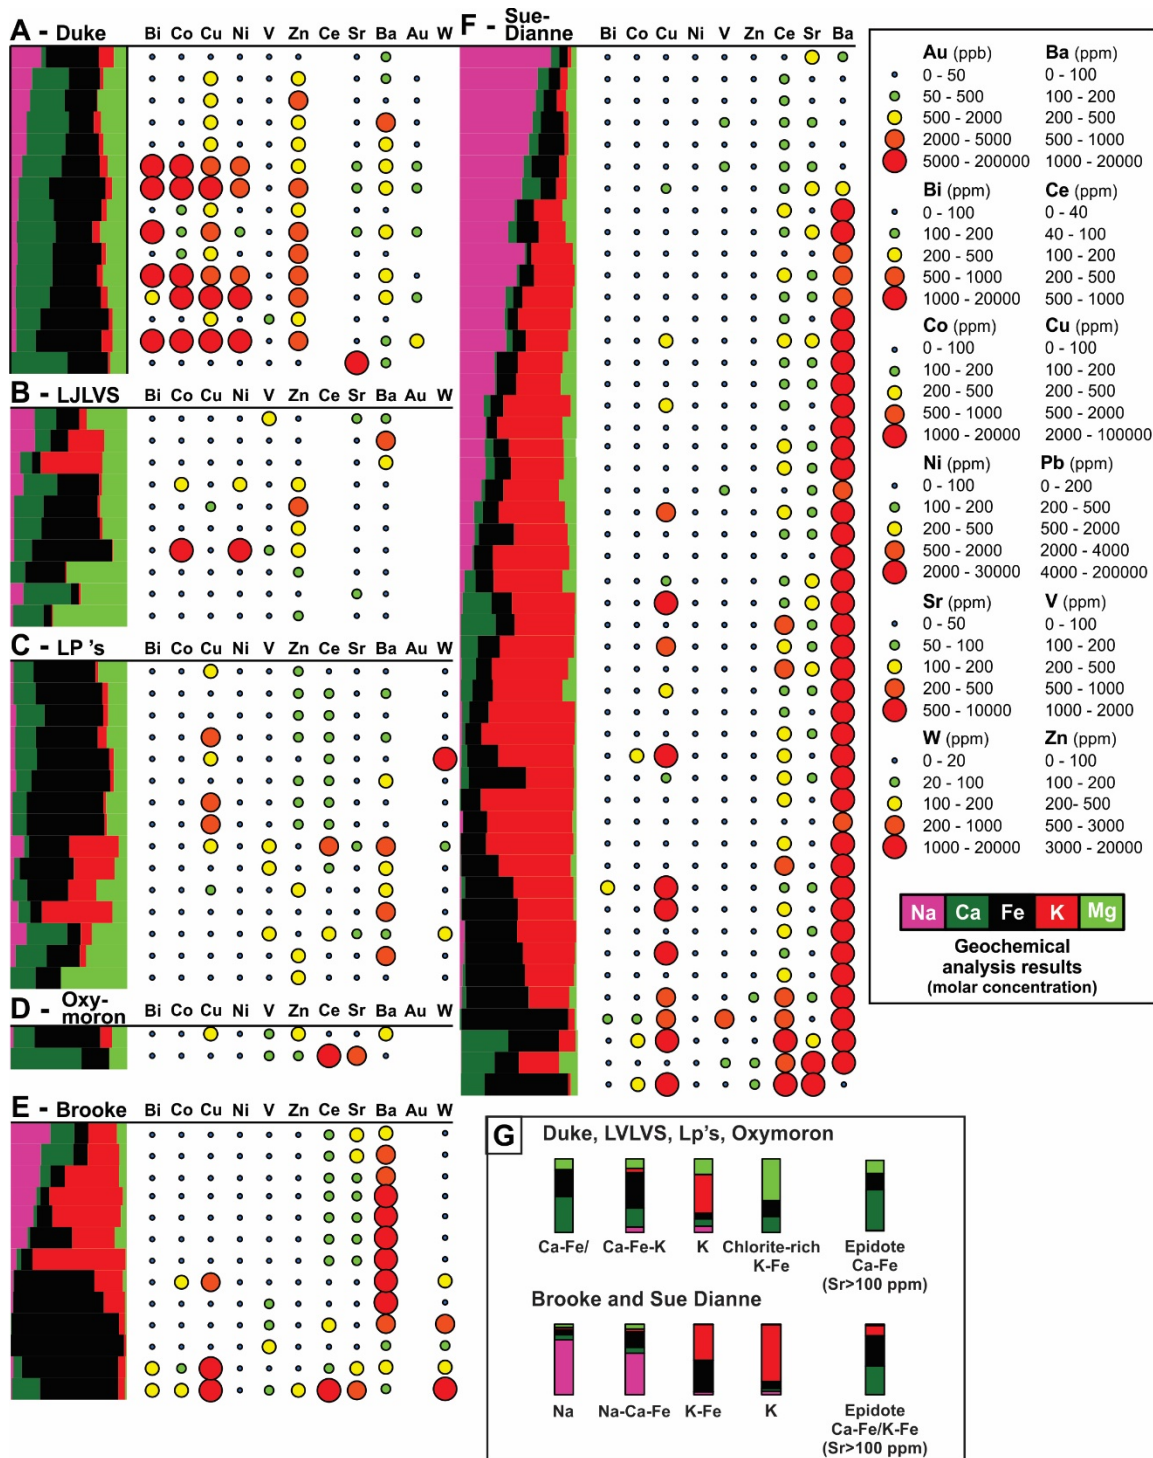 A - Duke
Bi Co Cu Ni V Zn Ce Sr Ba Au W
B - LJLVS
Bi Co Cu Ni V Zn Ce Sr Ba Au W
C - LP 's
Bi Co Cu Ni V Zn Ce Sr Ba Au W
D - Oxy-
moron
Bi Co Cu Ni V Zn Ce Sr Ba Au W
E - Brooke
Bi Co Cu Ni V Zn Ce Sr Ba Au W
F - Sue-
Dianne
Bi Co Cu Ni V Zn Ce Sr Ba
Au (ppb)
0 - 50
50 - 500
500 - 2000
2000 - 5000
5000 - 200000
Ba (ppm)
0 - 100
100 - 200
200 - 500
500 - 1000
1000 - 20000
Bi (ppm)
0 - 100
100 - 200
200 - 500
500 - 1000
1000 - 20000
Ce (ppm)
0 - 40
40 - 100
100 - 200
200 - 500
500 - 1000
Co (ppm)
0 - 100
100 - 200
200 - 500
500 - 1000
1000 - 20000
Cu (ppm)
0 - 100
100 - 200
200 - 500
500 - 2000
2000 - 100000
Ni (ppm)
0 - 100
100 - 200
200 - 500
500 - 2000
2000 - 30000
Pb (ppm)
0 - 200
200 - 500
500 - 2000
2000 - 4000
4000 - 200000
Sr (ppm)
0 - 50
50 - 100
100 - 200
200 - 500
500 - 10000
V (ppm)
0 - 100
100 - 200
200 - 500
500 - 1000
1000 - 2000
W (ppm)
0 - 20
20 - 100
100 - 200
200 - 1000
1000 - 20000
Zn (ppm)
0 - 100
100 - 200
200- 500
500 - 3000
3000 - 20000
Na Ca Fe K Mg
Geochemical
analysis results
(molar concentration)
G
Duke, LVLVS, Lp's, Oxymoron
Ca-Fe/
Ca-Fe-K
K
Chlorite-rich
K-Fe
Epidote
Ca-Fe
(Sr>100 ppm)
Brooke and Sue Dianne
Na
Na-Ca-Fe
K-Fe
K
Epidote
Ca-Fe/K-Fe
(Sr>100 ppm)